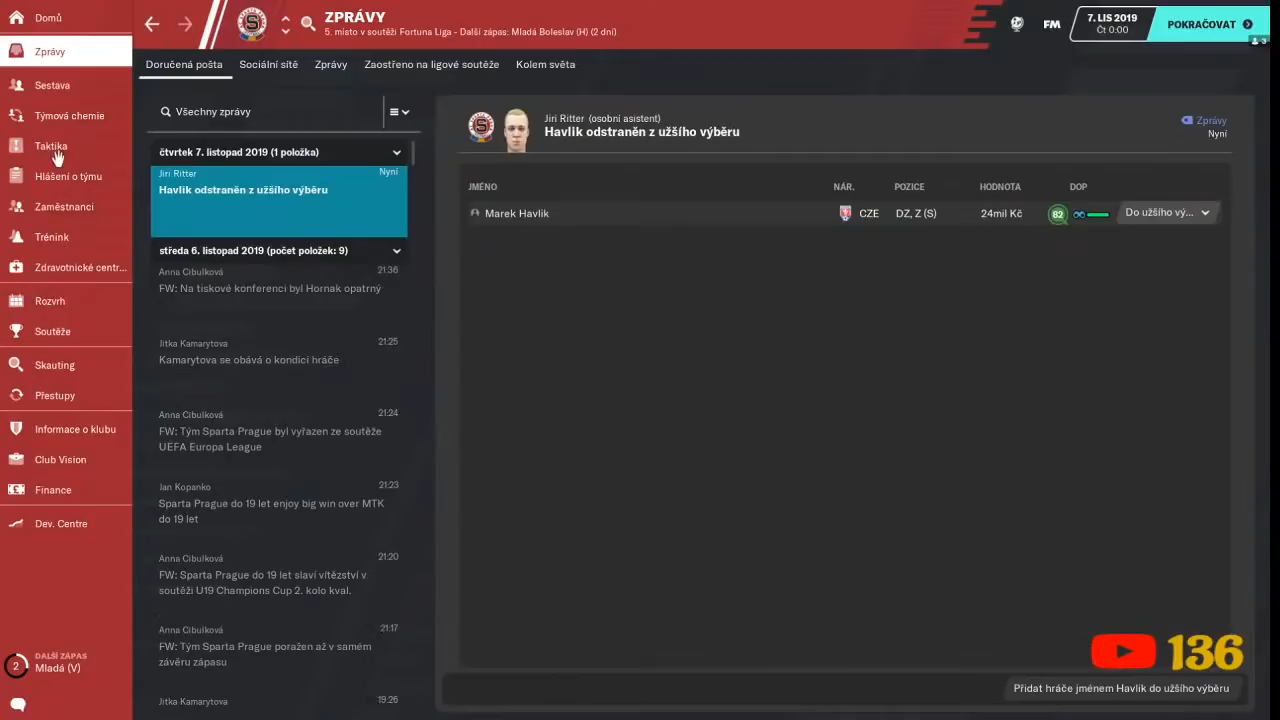 Domů
Zprávy
Sestava
Týmová chemie
Taktika
Hlášení o týmu
Zaměstnanci
Trénink
Zdravotnické centr...
Rozvrh
Soutěže
Skauting
Přestupy
Informace o klubu
Club Vision
Finance
Dev. Centre
2
DALŠÍ ZÁPAS
Mladá (V)
ZPRÁVY
5. místo v soutěži Fortuna Liga - Další zápas: Mladá Boleslav (H) (2 dní)
FM
7. LIS 2019
Čt 0:00
POKRAČOVAT
3
Doručená pošta
Sociální sítě
Zprávy
Zaostřeno na ligové soutěže
Kolem světa
Všechny zprávy
čtvrtek 7. listopad 2019 (1 položka)
Jiri Ritter
Nyní
Havlik odstraněn z užšího výběru
středa 6. listopad 2019 (počet položek: 9)
Anna Cibulková
21:36
FW: Na tiskové konferenci byl Hornak opatrný
Jitka Kamarytova
21:25
Kamarytova se obává o kondici hráče
Anna Cibulková
21:24
FW: Tým Sparta Prague byl vyřazen ze soutěže
UEFA Europa League
Jan Kopanko
21:23
Sparta Prague do 19 let enjoy big win over MTK
do 19 let
Anna Cibulková
21:20
FW: Sparta Prague do 19 let slaví vítězství v
soutěži U19 Champions Cup 2. kolo kval.
Anna Cibulková
21:17
FW: Tým Sparta Prague poražen až v samém
závěru zápasu
Jitka Kamarytova
19:26
Jiri Ritter (osobní asistent)
Havlik odstraněn z užšího výběru
Zprávy
Nyní
JMÉNO
NÁR.
POZICE
HODNOTA
DOP
Marek Havlik
CZE
DZ, Z (S)
24mil Kč
82
Do užšího vý...
136
Přidat hráče jménem Havlik do užšího výběru